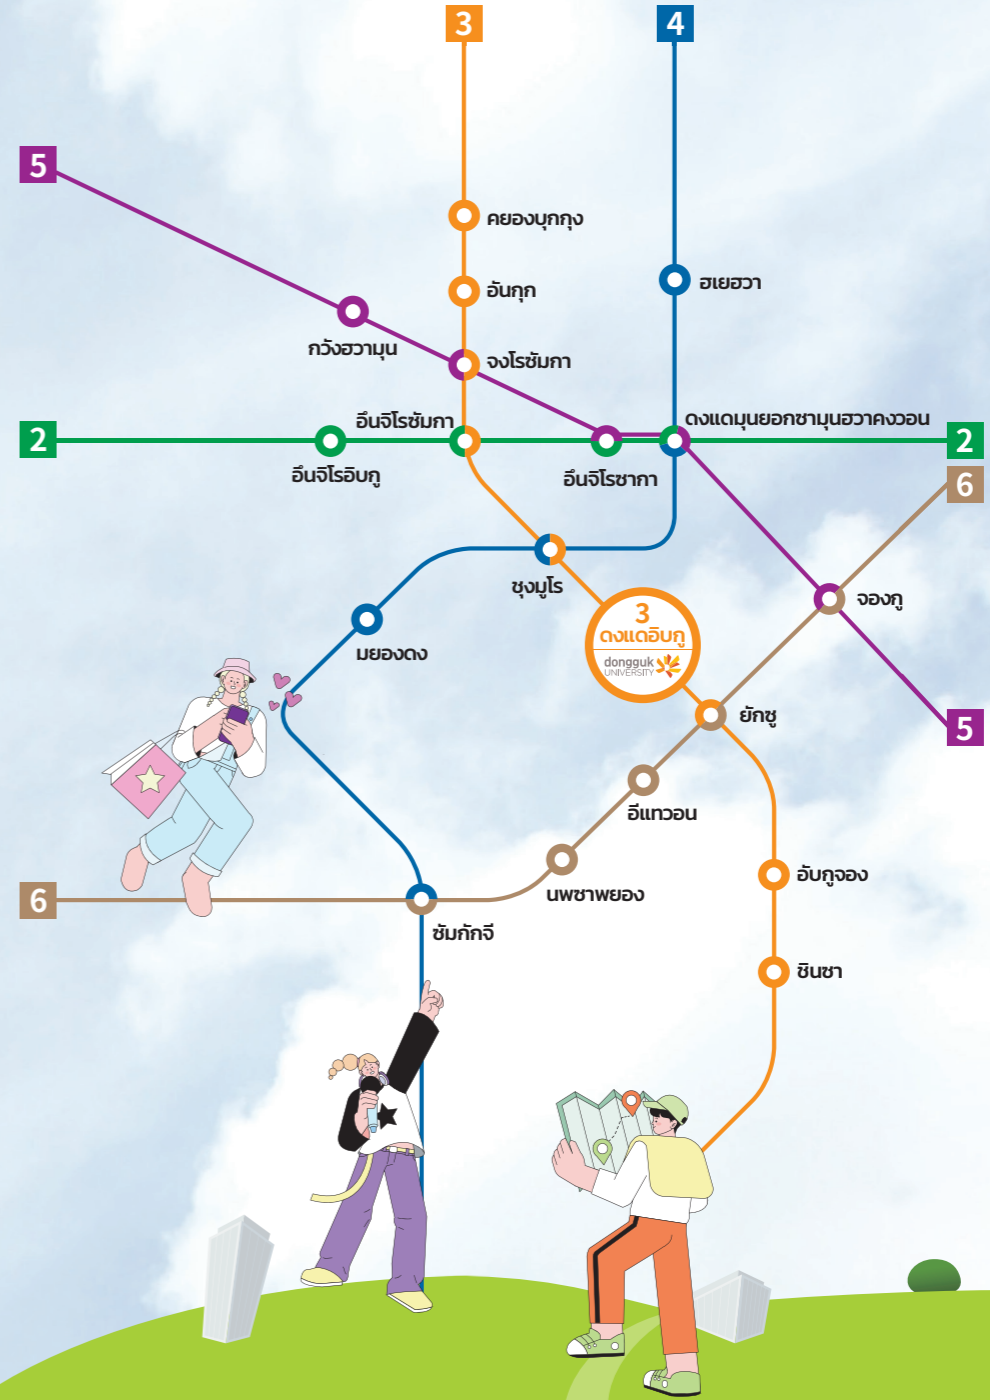 3
4
5
คยองบุกกุง
ฮเยฮวา
อันกุก
กวังฮวามุน
จงโรซัมกา
อึนจิโรซัมกา
ดงแดมุนยอกซามุนฮวาคงวอน
2
2
อึนจิโรอิบกู
อึนจิโรซากา
6
ชุงมูโร
จองกู
3
ดงแดอิบกู
dongguk
UNIVERSITY
มยองดง
ยักซู
5
อีแทวอน
อับกูจอง
นพซาพยอง
6
ซัมกักจี
ชินซา